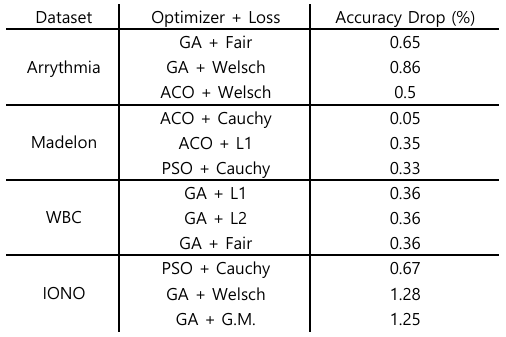 Dataset Optimizer + Loss Accuracy Drop (%)
GA + Fair 0.65
Arrythmia GA + Welsch 0.86
ACO + Welsch 0.5
ACO + Cauchy 0.05
Madelon ACO + L1 0.35
PSO + Cauchy 0.33
GA + L1 0.36
WBC GA + L2 0.36
GA + Fair 0.36
PSO + Cauchy 0.67
IONO GA + Welsch 1.28
GA + G.M. 1.25